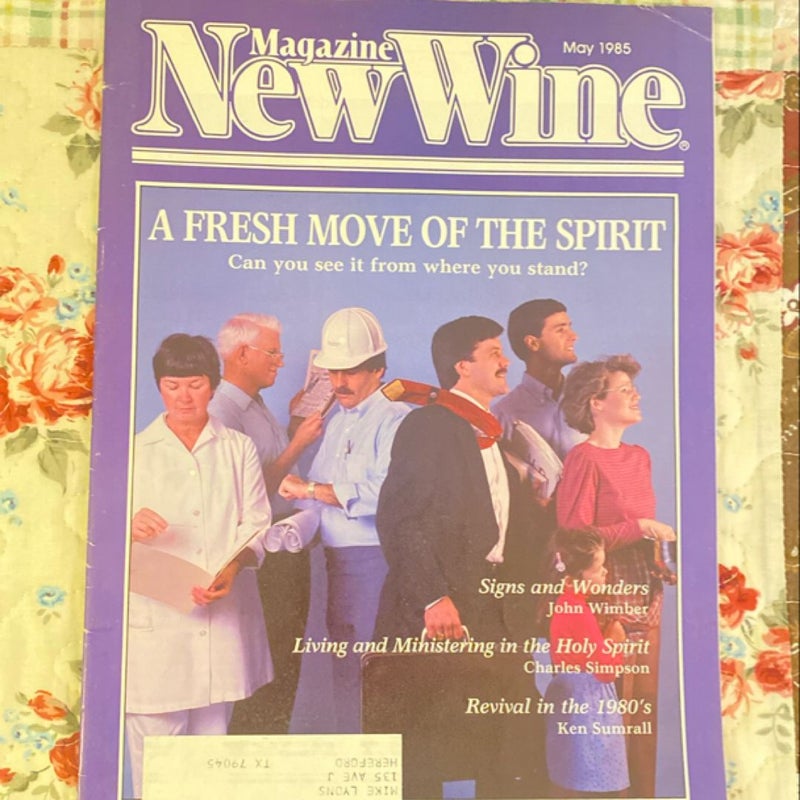 Magazine
New Wine®
May 1985
A FRESH MOVE OF THE SPIRIT
Can you see it from where you stand?
Signs and Wonders
John Wimber
Living and Ministering in the Holy Spirit
Charles Simpson
Revival in the 1980's
Ken Sumrall
MIKE LYONS
135 AVE J
HEREFORD TX 79045